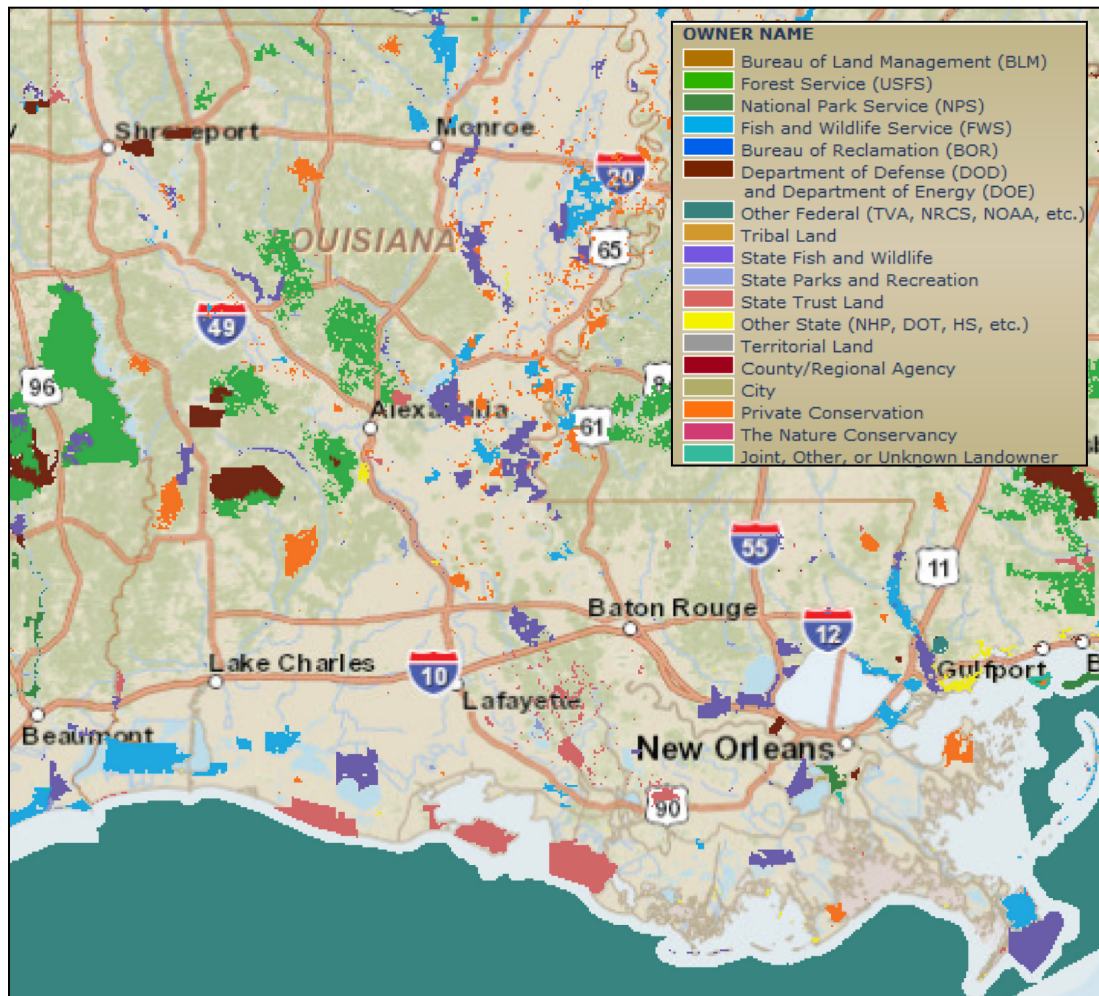 OWNER NAME
Bureau of Land Management (BLM)
Forest Service (USFS)
National Park Service (NPS)
Fish and Wildlife Service (FWS)
Bureau of Reclamation (BOR)
Department of Defense (DOD)
and Department of Energy (DOE)
Other Federal (TVA, NRCS, NOAA, etc.)
Tribal Land
State Fish and Wildlife
State Parks and Recreation
State Trust Land
Other State (NHP, DOT, HS, etc.)
Territorial Land
County/Regional Agency
City
Private Conservation
The Nature Conservancy
Joint, Other, or Unknown Landowner
Shreveport
Monroe
20
LOUISIANA
65
49
96
Alexandria
61
55
11
Baton Rouge
12
Lake Charles
10
Gulfport
Lafayette
Beaumont
New Orleans
90